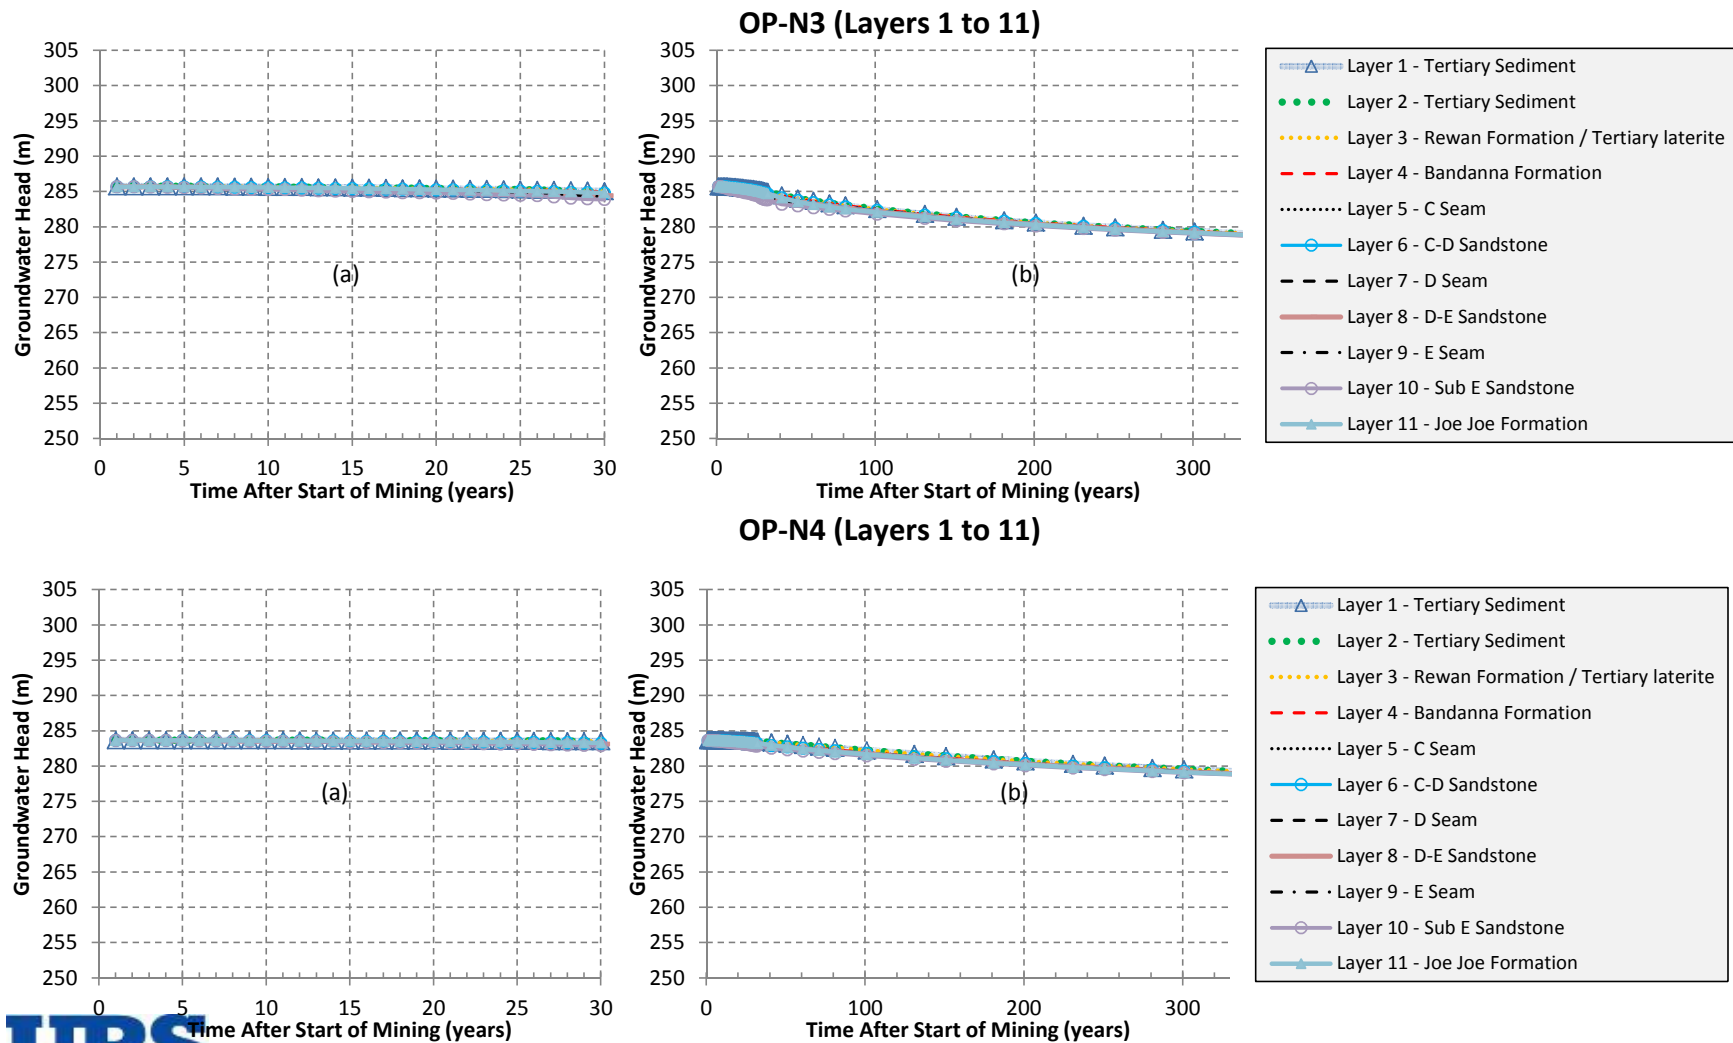 OP-N3 (Layers 1 to 11)
Groundwater Head (m)
305
300
295
290
285
280
275
270
265
260
255
250
(a)
0 5 10 15 20 25 30
Time After Start of Mining (years)
Groundwater Head (m)
305
300
295
290
285
280
275
270
265
260
255
250
(b)
0 100 200 300
Time After Start of Mining (years)
Layer 1 - Tertiary Sediment
Layer 2 - Tertiary Sediment
Layer 3 - Rewan Formation / Tertiary laterite
Layer 4 - Bandanna Formation
Layer 5 - C Seam
Layer 6 - C-D Sandstone
Layer 7 - D Seam
Layer 8 - D-E Sandstone
Layer 9 - E Seam
Layer 10 - Sub E Sandstone
Layer 11 - Joe Joe Formation
OP-N4 (Layers 1 to 11)
Groundwater Head (m)
305
300
295
290
285
280
275
270
265
260
255
250
(a)
0 5 10 15 20 25 30
Time After Start of Mining (years)
Groundwater Head (m)
305
300
295
290
285
280
275
270
265
260
255
250
(b)
0 100 200 300
Time After Start of Mining (years)
Layer 1 - Tertiary Sediment
Layer 2 - Tertiary Sediment
Layer 3 - Rewan Formation / Tertiary laterite
Layer 4 - Bandanna Formation
Layer 5 - C Seam
Layer 6 - C-D Sandstone
Layer 7 - D Seam
Layer 8 - D-E Sandstone
Layer 9 - E Seam
Layer 10 - Sub E Sandstone
Layer 11 - Joe Joe Formation
URS